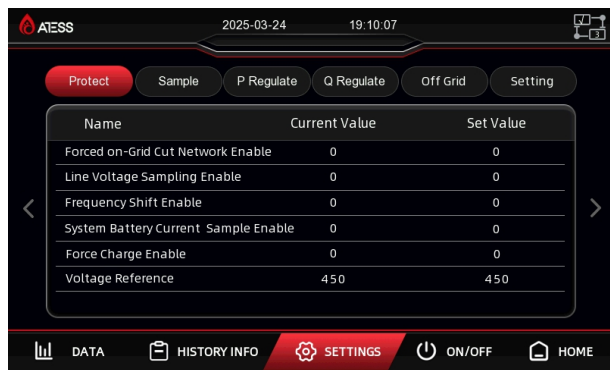 ATESS 2025-03-24 19:10:07
3
Protect Sample P Regulate Q Regulate Off Grid Setting
Name Current Value Set Value
Forced on-Grid Cut Network Enable 0 0
Line Voltage Sampling Enable 0 0
Frequency Shift Enable 0 0
System Battery Current Sample Enable 0 0
Force Charge Enable 0 0
Voltage Reference 450 450
DATA HISTORY INFO SETTINGS ON/OFF HOME